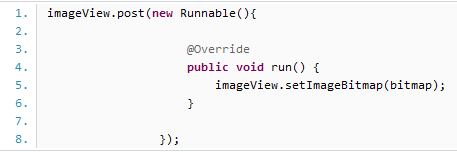 1. imageView.post(new Runnable(){
2.
3. @Override
4. public void run() {
5. imageView.setImageBitmap(bitmap);
6. }
7.
8. });